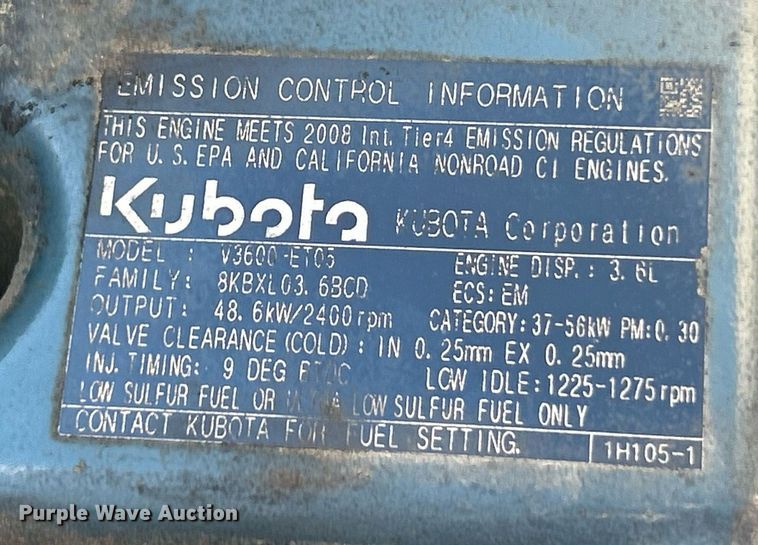 EMISSION CONTROL INFORMATION
THIS ENGINE MEETS 2008 Int. Tier4 EMISSION REGULATIONS
FOR U.S. EPA AND CALIFORNIA NONROAD CI ENGINES.
Kubota KUBOTA Corporation
MODEL : V3600-ET05 ENGINE DISP.: 3.6L
FAMILY: 8KBXL03.6BCD ECS: EM
OUTPUT: 48.6kW/2400rpm CATEGORY: 37-56kW PM: 0.30
VALVE CLEARANCE (COLD) : IN 0.25mm EX 0.25mm
INJ. TIMING: 9 DEG LOW IDLE: 1225-1275rpm
LOW SULFUR FUEL OR LOW SULFUR FUEL ONLY
CONTACT KUBOTA FOR FUEL SETTING. 1H105-1
Purple Wave Auction